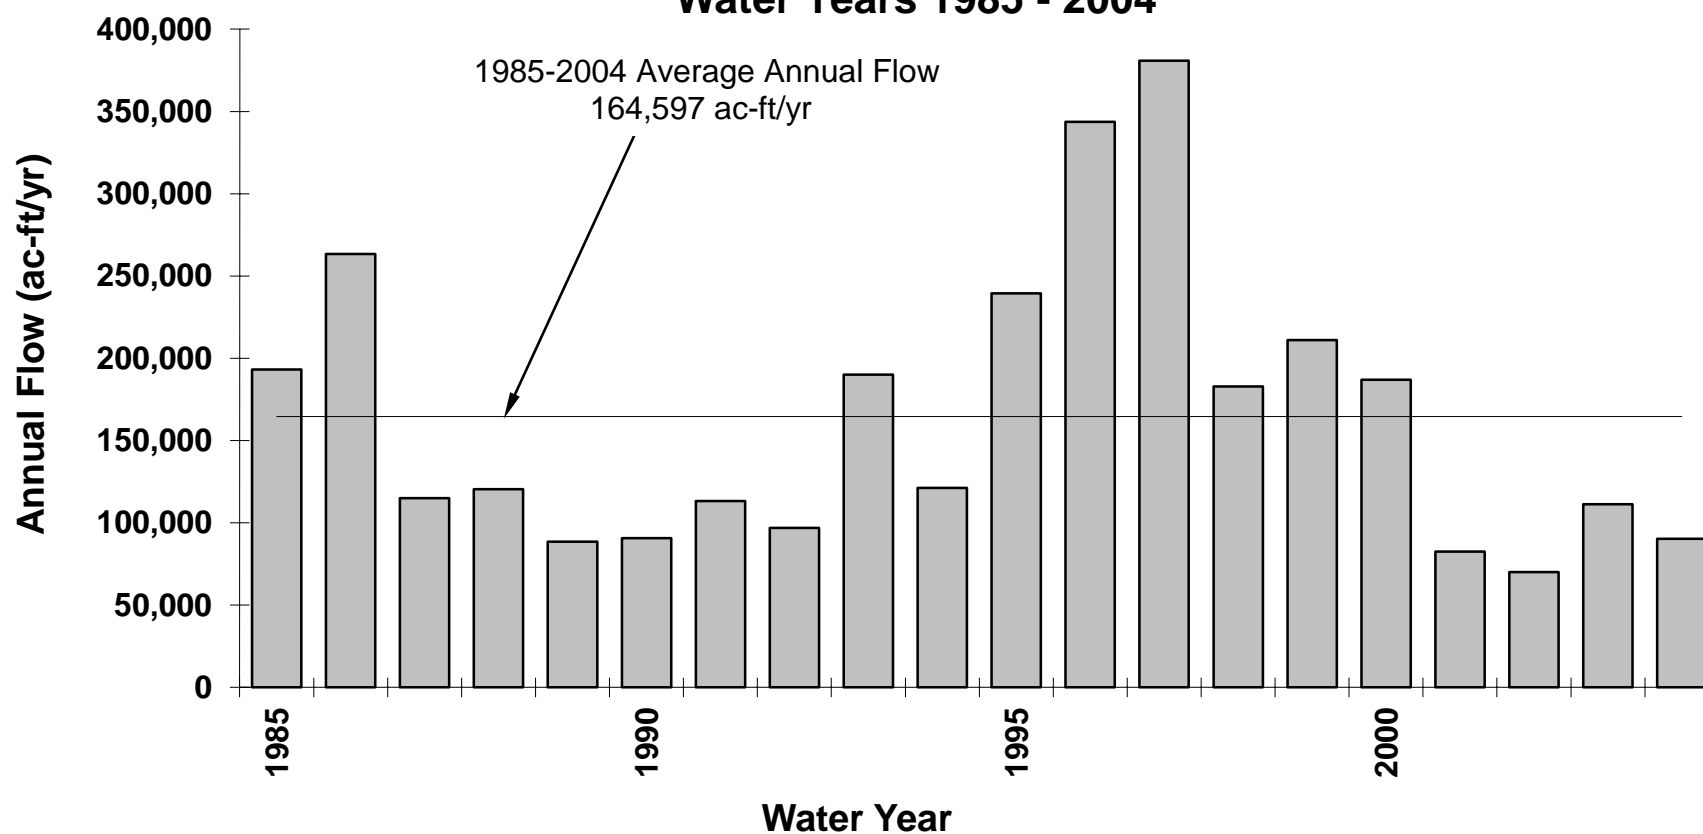 Water Years 1985 - 2004
400,000
350,000
300,000
250,000
200,000
150,000
100,000
50,000
0
Annual Flow (ac-ft/yr)
1985-2004 Average Annual Flow
164,597 ac-ft/yr
1985
1990
1995
2000
Water Year